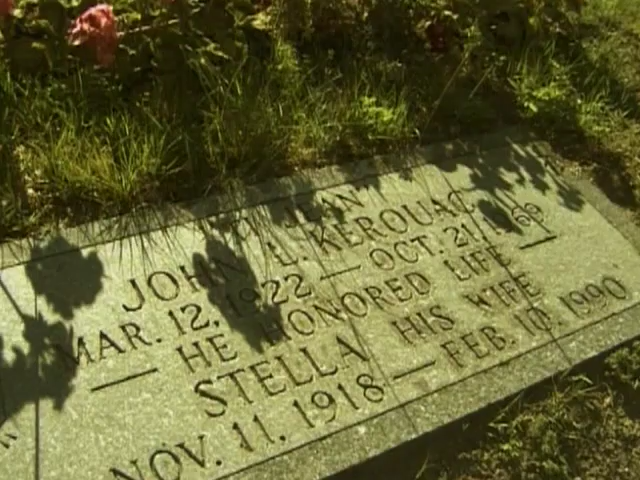 "TI JEAN"
JOHN L. KEROUAC
MAR. 12, 1922 — OCT. 21, 1969
— HE HONORED LIFE —
STELLA HIS WIFE
NOV. 11, 1918 — FEB. 10, 1990